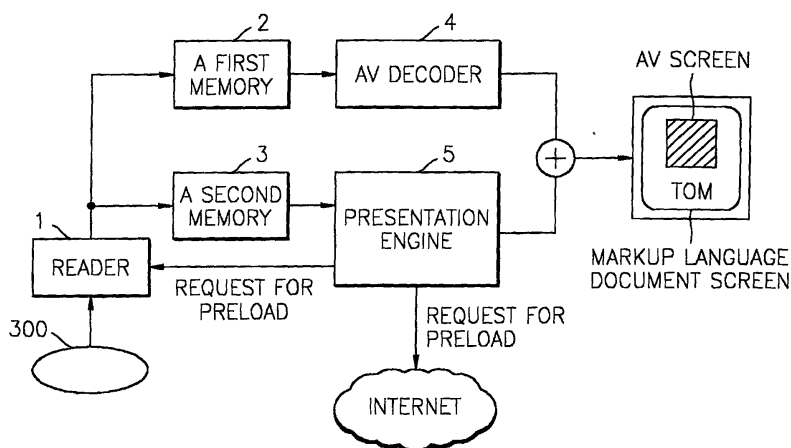 2
A FIRST
MEMORY
4
AV DECODER
AV SCREEN
TOM
MARKUP LANGUAGE
DOCUMENT SCREEN
3
A SECOND
MEMORY
5
PRESENTATION
ENGINE
+
1
READER
REQUEST FOR
PRELOAD
REQUEST FOR
PRELOAD
300
INTERNET